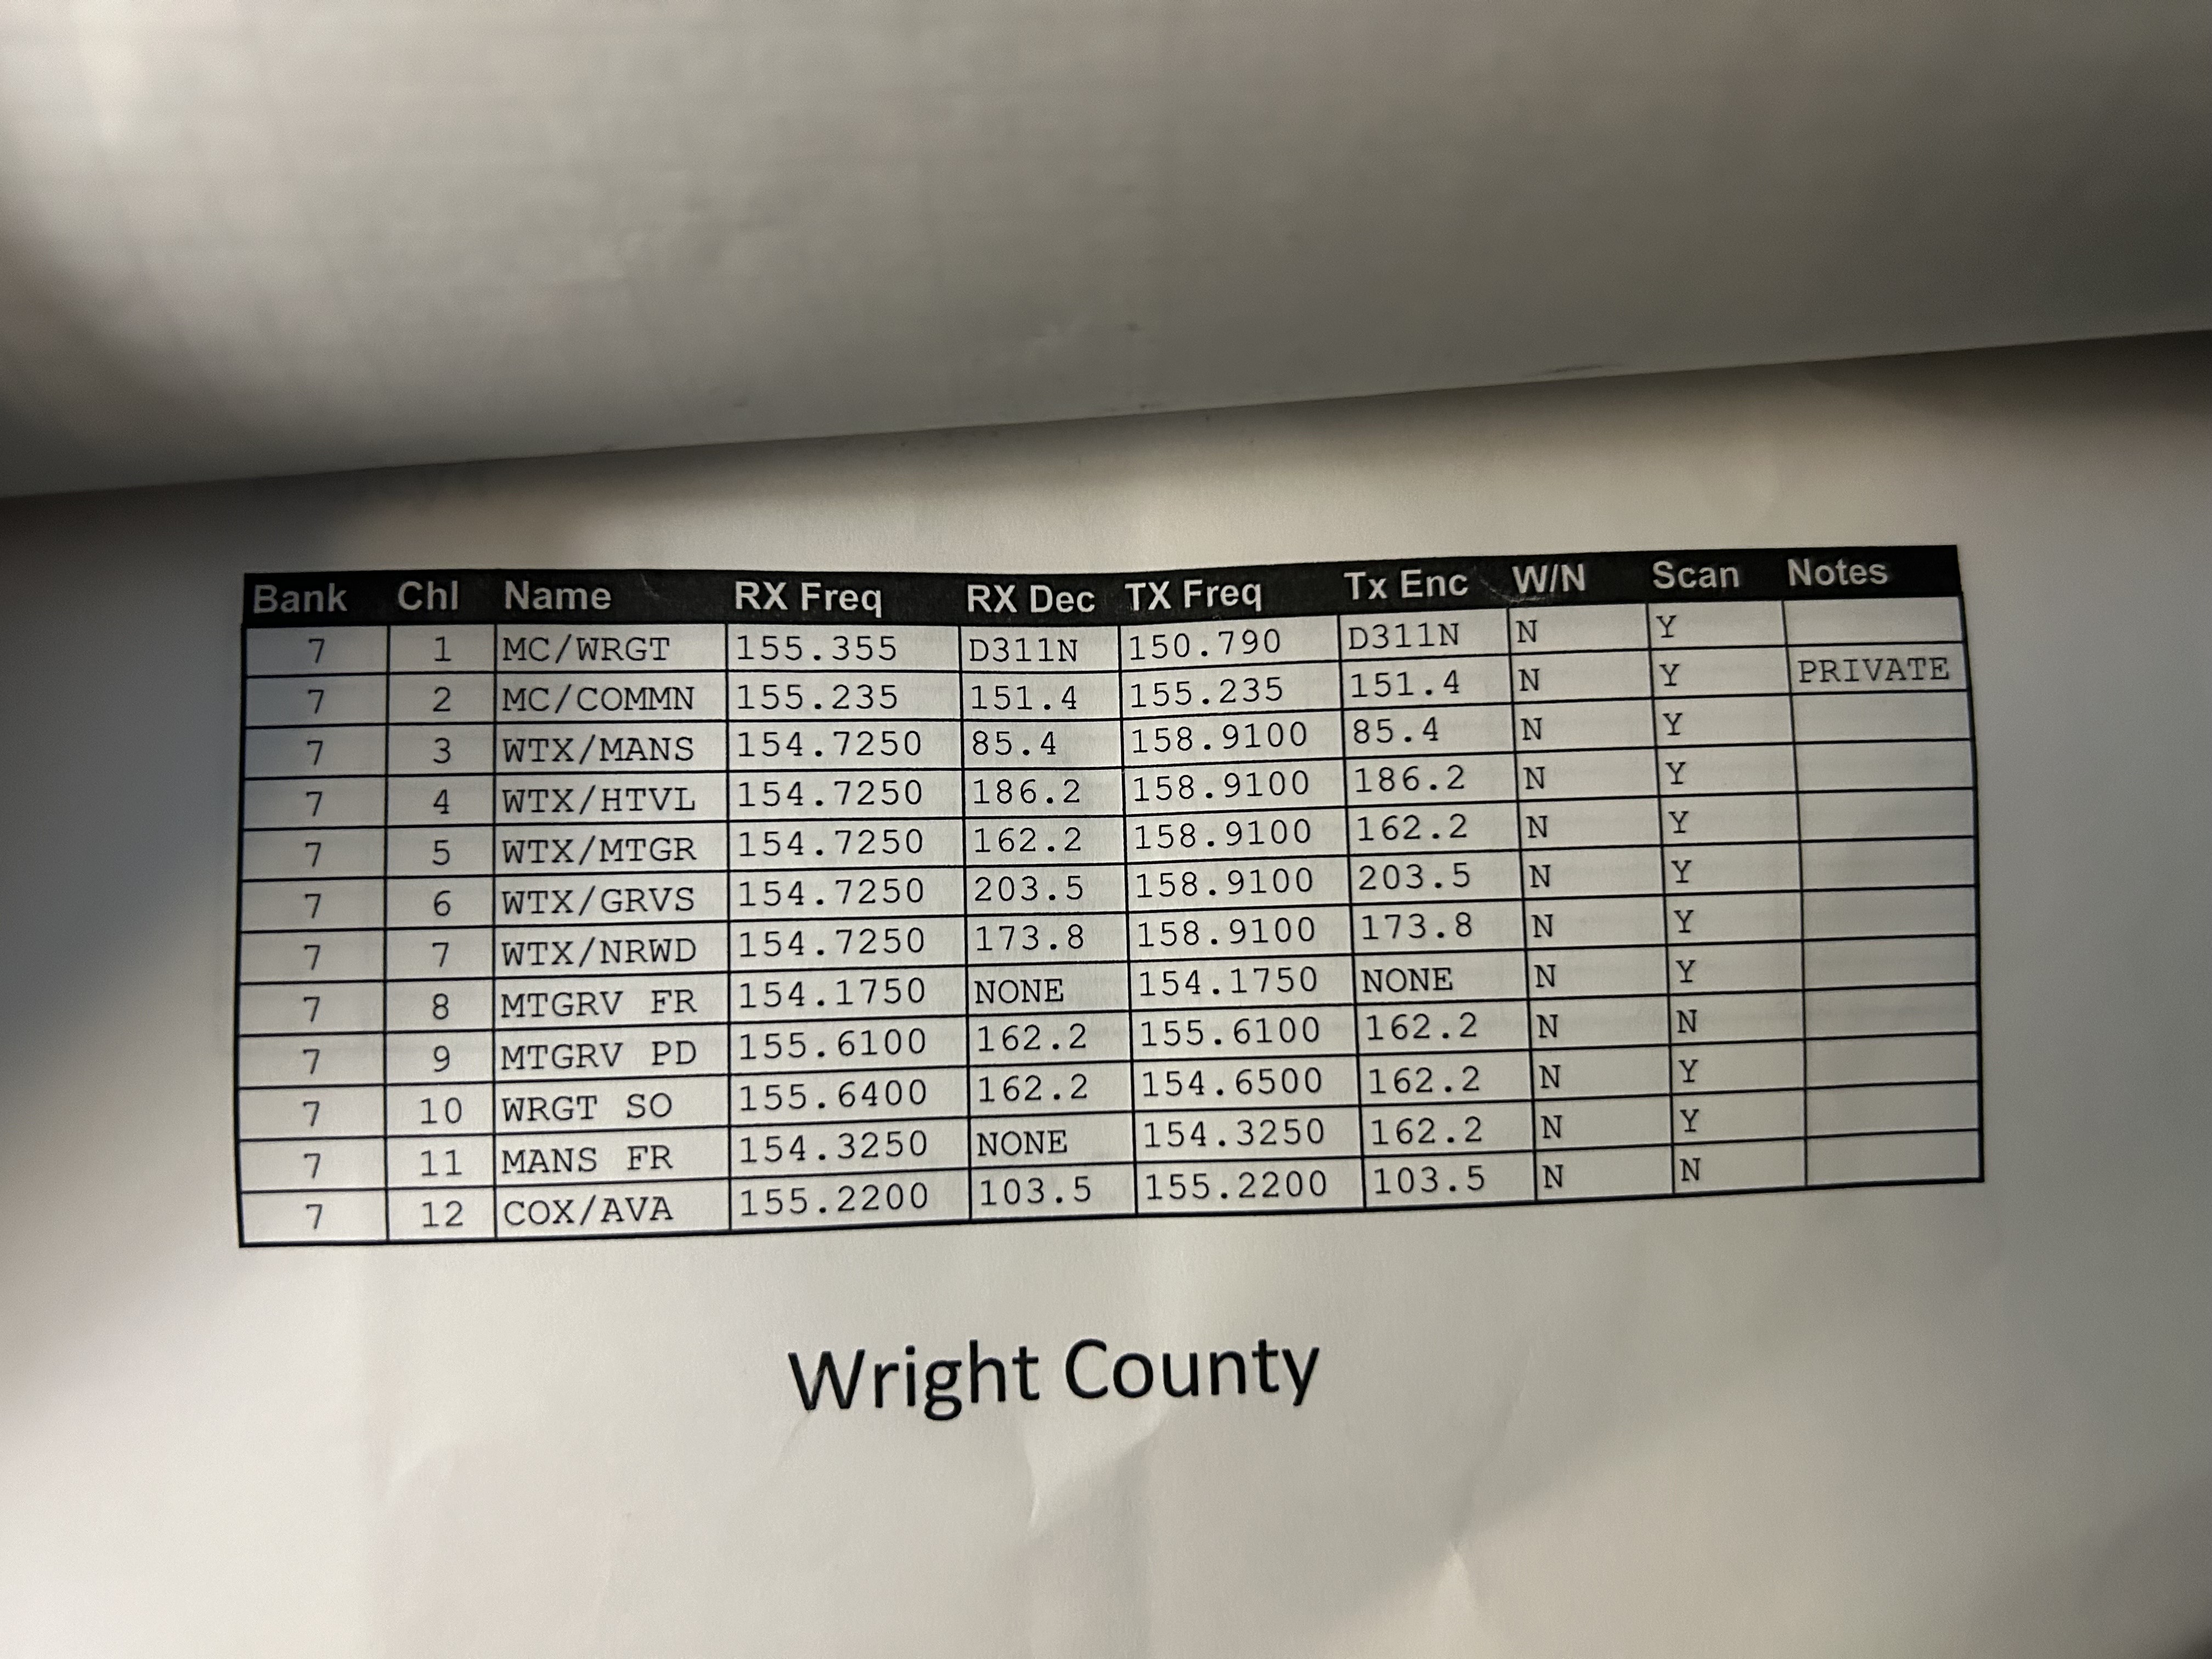 Bank Chl Name RX Freq RX Dec TX Freq Tx Enc W/N Scan Notes
7 1 MC/WRGT 155.355 D311N 150.790 D311N N Y
7 2 MC/COMMN 155.235 151.4 155.235 151.4 N Y PRIVATE
7 3 WTX/MANS 154.7250 85.4 158.9100 85.4 N Y
7 4 WTX/HTVL 154.7250 186.2 158.9100 186.2 N Y
7 5 WTX/MTGR 154.7250 162.2 158.9100 162.2 N Y
7 6 WTX/GRVS 154.7250 203.5 158.9100 203.5 N Y
7 7 WTX/NRWD 154.7250 173.8 158.9100 173.8 N Y
7 8 MTGRV FR 154.1750 NONE 154.1750 NONE N Y
7 9 MTGRV PD 155.6100 162.2 155.6100 162.2 N N
7 10 WRGT SO 155.6400 162.2 154.6500 162.2 N Y
7 11 MANS FR 154.3250 NONE 154.3250 162.2 N Y
7 12 COX/AVA 155.2200 103.5 155.2200 103.5 N N
Wright County